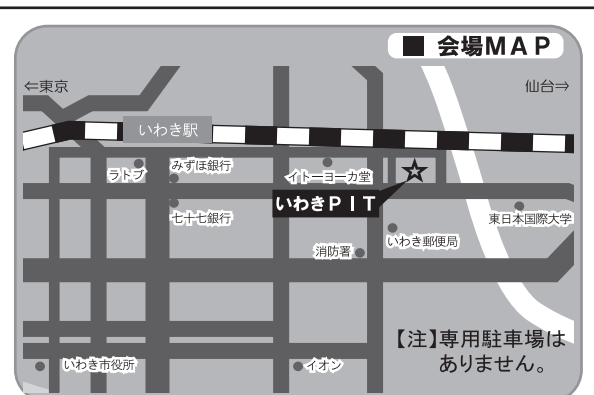 ■ 会場MAP
⇐東京
仙台⇒
いわき駅
ラトブ
みずほ銀行
イトーヨーカ堂
いわきPIT
七十七銀行
東日本国際大学
いわき郵便局
消防署
【注】専用駐車場は
ありません。
いわき市役所
イオン